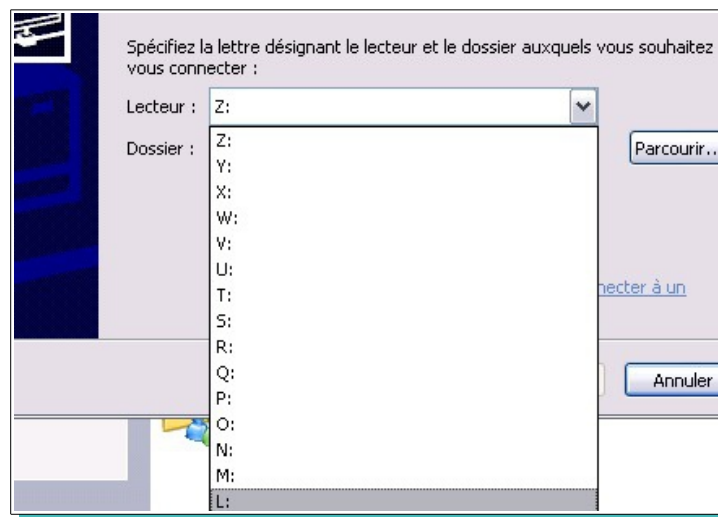 Spécifiez la lettre désignant le lecteur et le dossier auxquels vous souhaitez
vous connecter :
Lecteur : Z:
Dossier :
Z:
Y:
X:
W:
V:
U:
T:
S:
R:
Q:
P:
O:
N:
M:
L:
Parcourir..
necter à un
Annuler